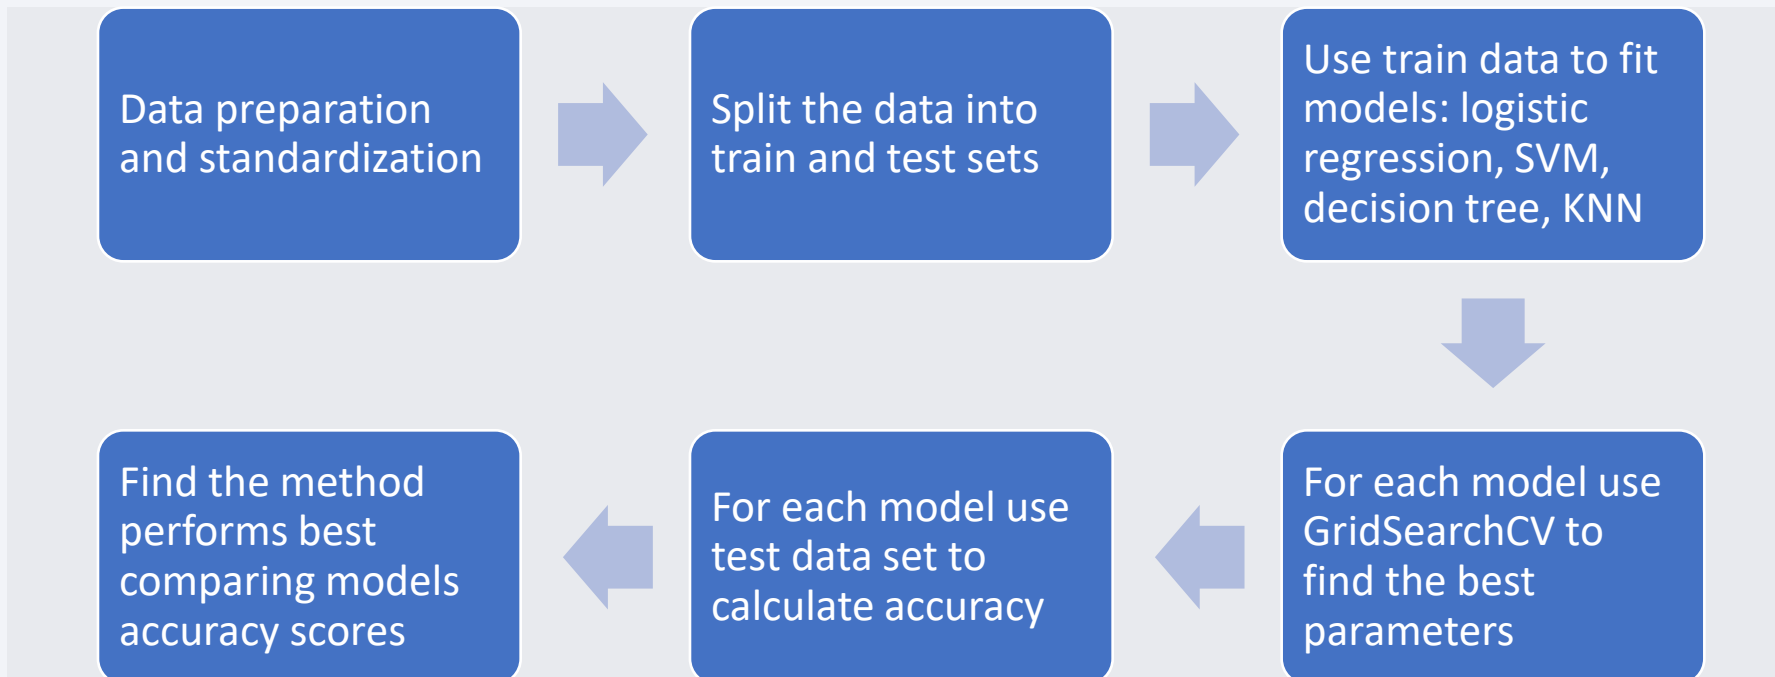 Data preparation
and standardization
Split the data into
train and test sets
Use train data to fit
models: logistic
regression, SVM,
decision tree, KNN
For each model use
GridSearchCV to
find the best
parameters
For each model use
test data set to
calculate accuracy
Find the method
performs best
comparing models
accuracy scores